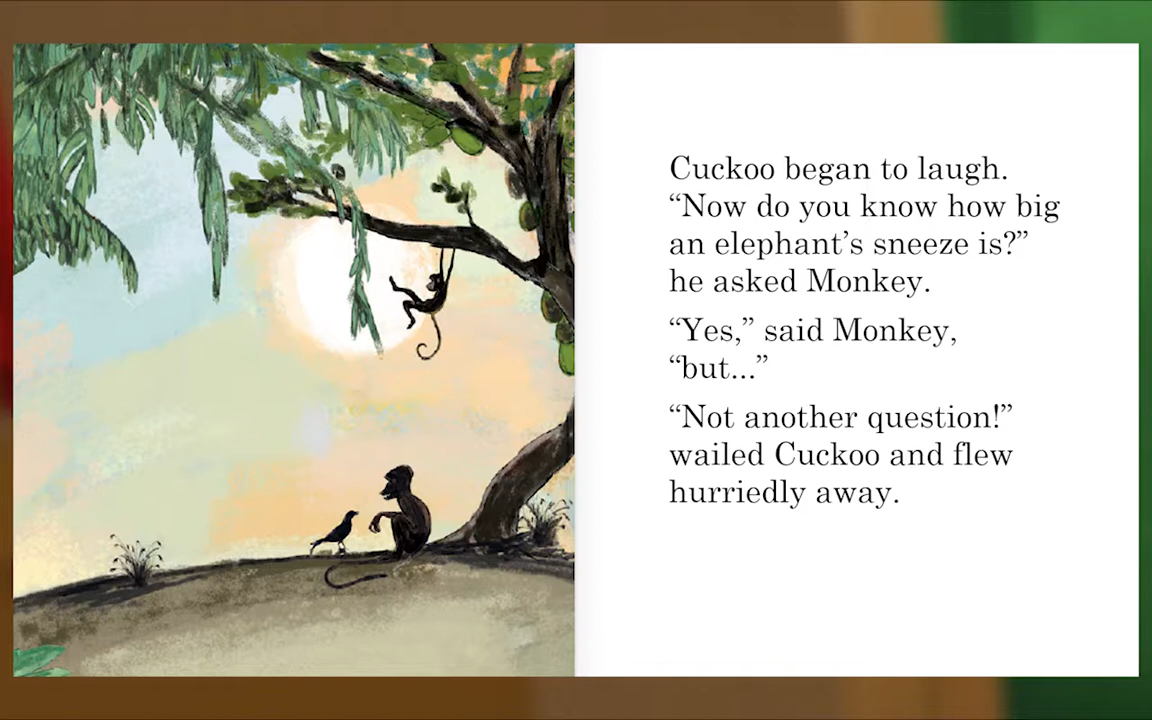 Cuckoo began to laugh.
“Now do you know how big
an elephant’s sneeze is?”
he asked Monkey.
“Yes,” said Monkey,
“but...”
“Not another question!”
wailed Cuckoo and flew
hurriedly away.